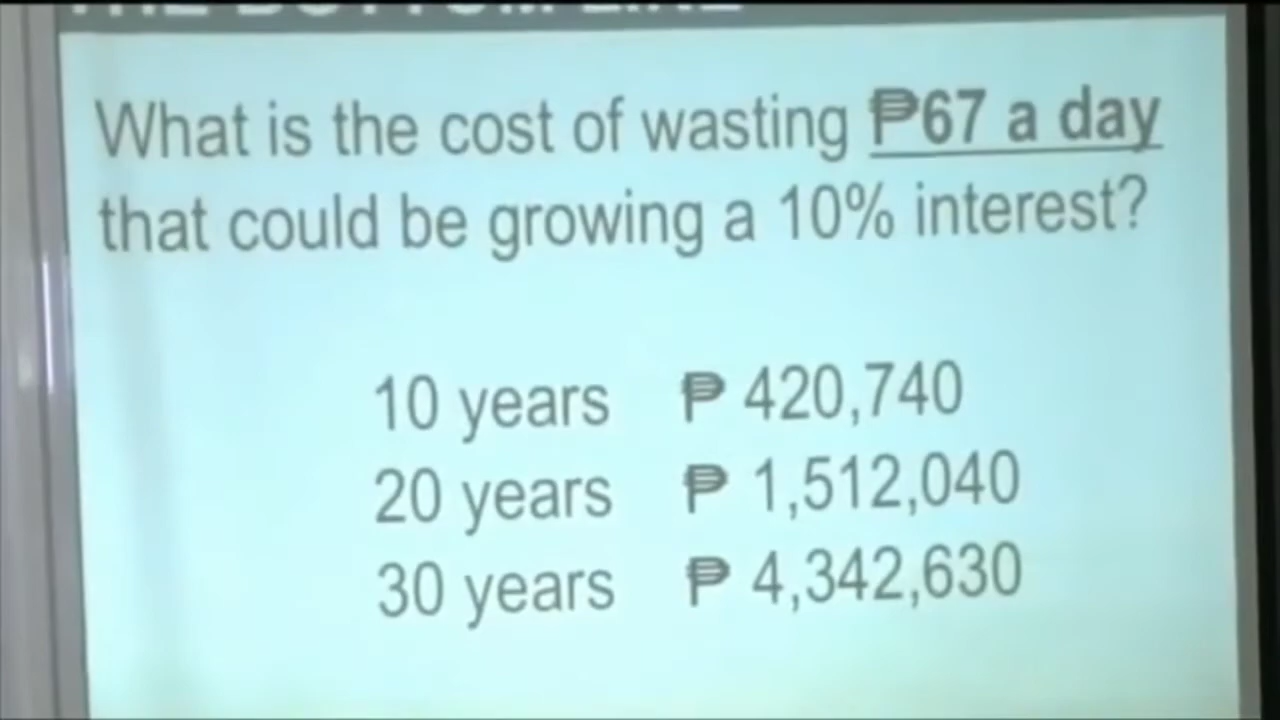 What is the cost of wasting ₱67 a day
that could be growing a 10% interest?
10 years ₱ 420,740
20 years ₱ 1,512,040
30 years ₱ 4,342,630